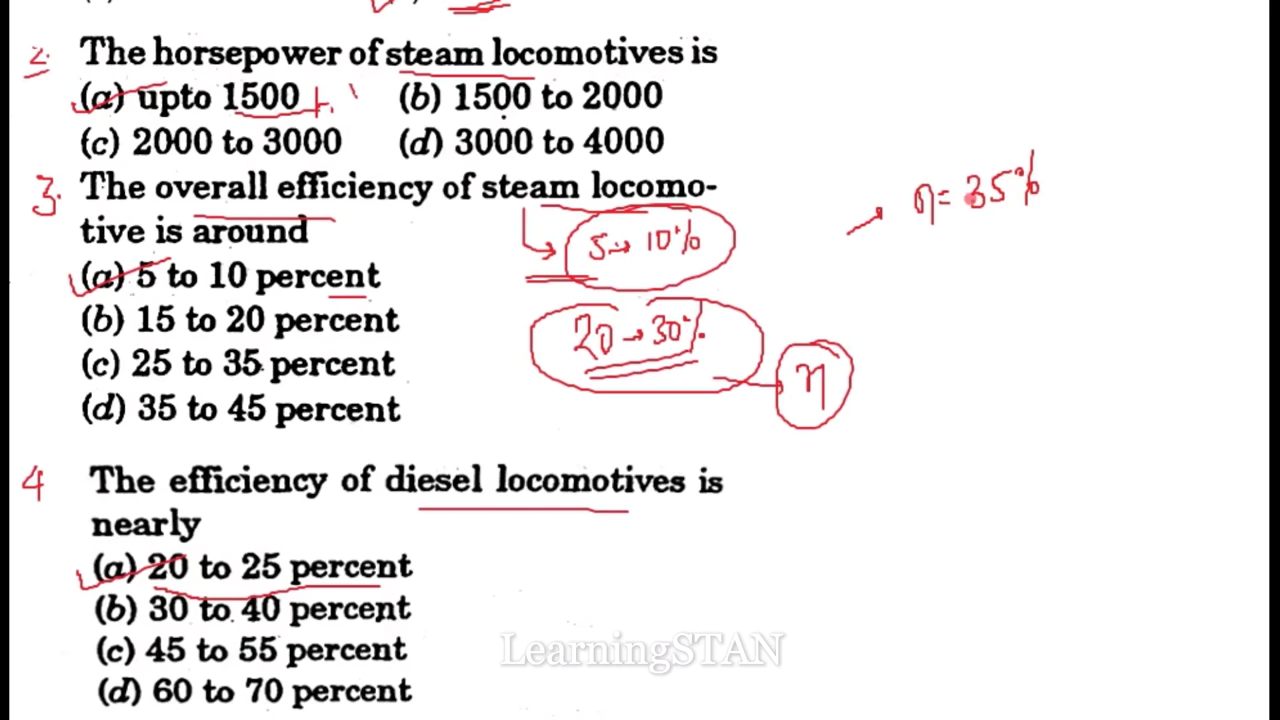 2. The horsepower of steam locomotives is
(a) upto 1500 (b) 1500 to 2000
(c) 2000 to 3000 (d) 3000 to 4000
3. The overall efficiency of steam locomo-
tive is around
(a) 5 to 10 percent
(b) 15 to 20 percent
(c) 25 to 35 percent
(d) 35 to 45 percent
5→10%
20→30%
η
η=35%
4 The efficiency of diesel locomotives is
nearly
(a) 20 to 25 percent
(b) 30 to 40 percent
(c) 45 to 55 percent
(d) 60 to 70 percent
LearningSTAN